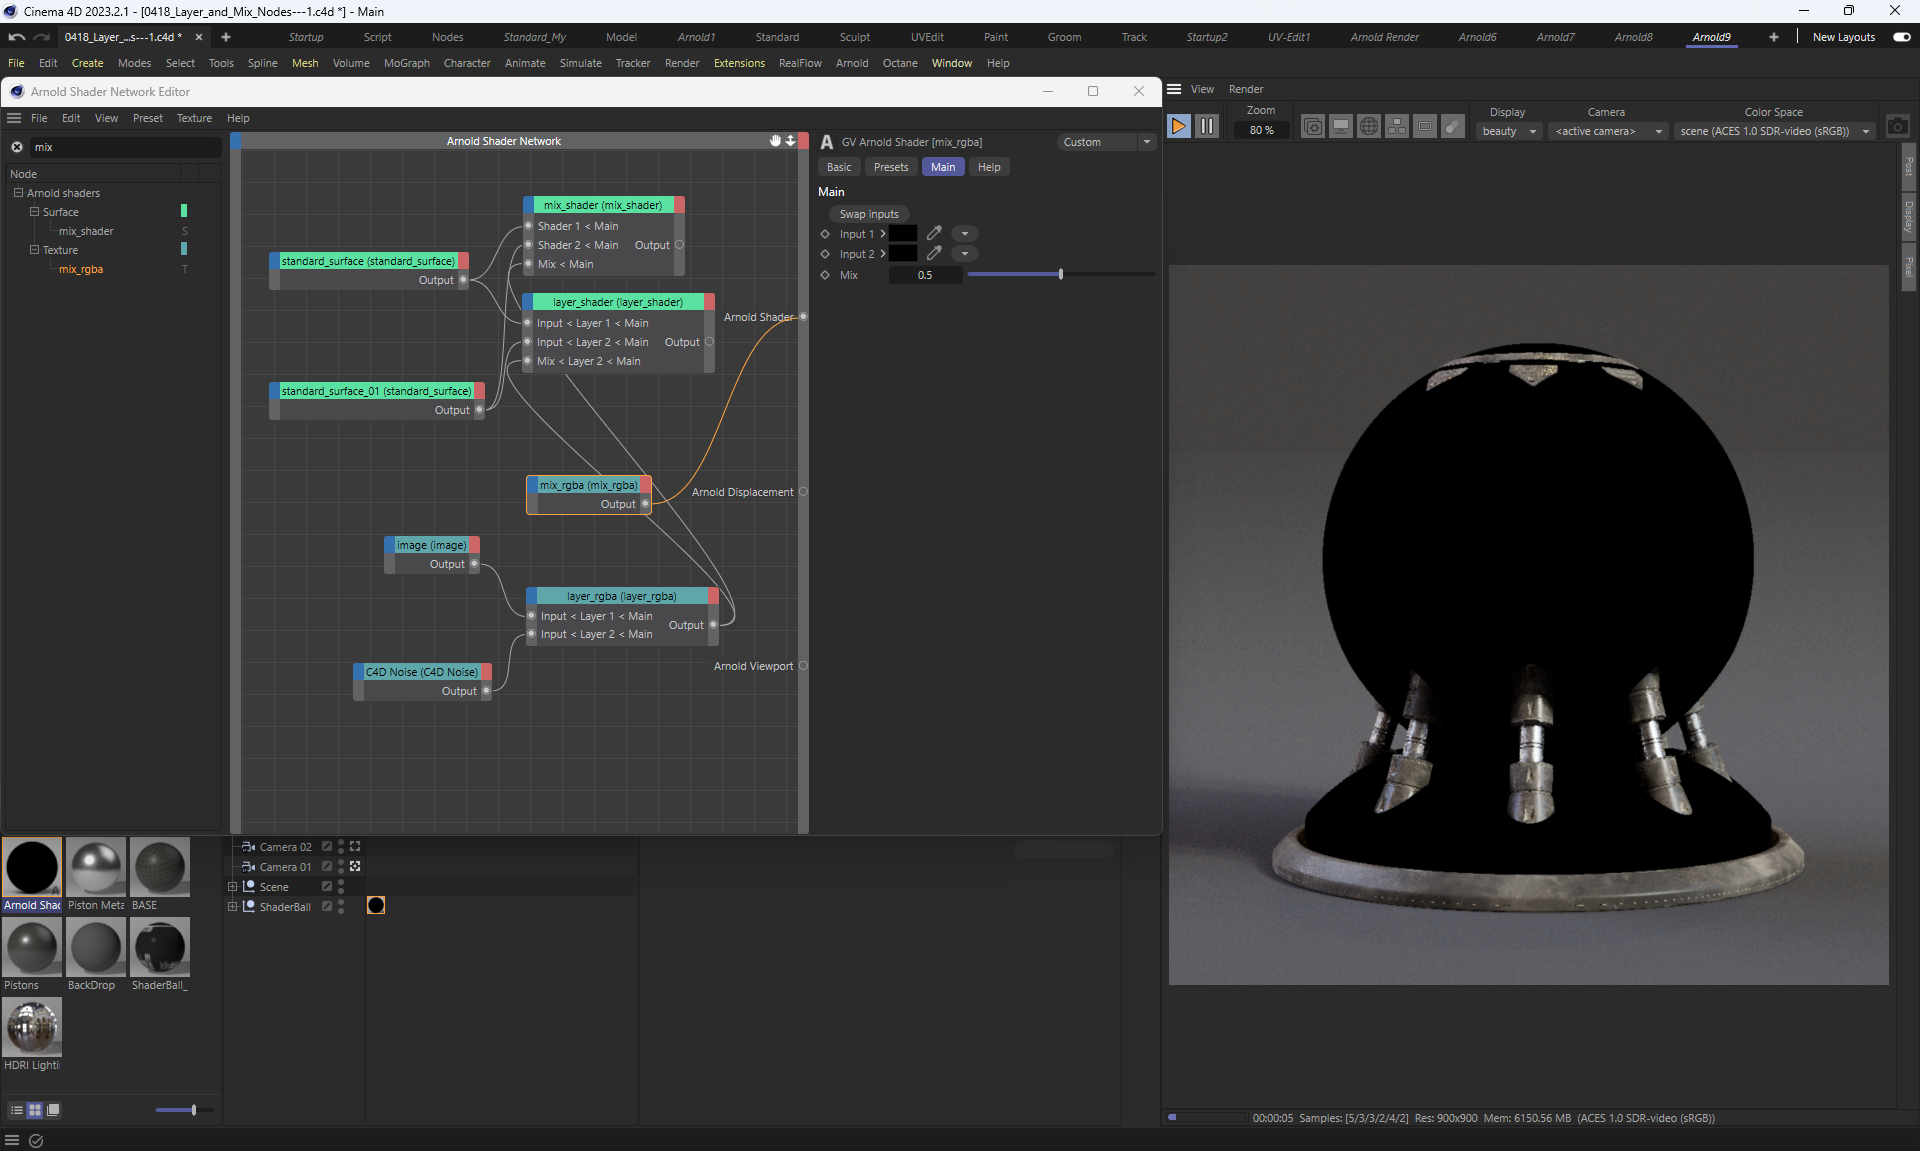 Cinema 4D 2023.2.1 - [0418_Layer_and_Mix_Nodes---1.c4d *] - Main
0418_Layer_...s---1.c4d * Startup Script Nodes Standard_My Model Arnold1 Standard Sculpt UVEdit Paint Groom Track Startup2 UV-Edit1 Arnold Render Arnold6 Arnold7 Arnold8 Arnold9 New Layouts
File Edit Create Modes Select Tools Spline Mesh Volume MoGraph Character Animate Simulate Tracker Render Extensions RealFlow Arnold Octane Window Help
Arnold Shader Network Editor
View Render
File Edit View Preset Texture Help
Zoom Display Camera Color Space
80 % beauty <active camera> scene (ACES 1.0 SDR-video (sRGB))
mix
Arnold Shader Network
GV Arnold Shader [mix_rgba] Custom
Basic Presets Main Help
Node
Arnold shaders
Surface
mix_shader S
Texture
mix_rgba T
Main
Swap inputs
Input 1
Input 2
Mix 0.5
mix_shader (mix_shader)
Shader 1 < Main
Shader 2 < Main Output
Mix < Main
standard_surface (standard_surface)
Output
layer_shader (layer_shader)
Input < Layer 1 < Main
Input < Layer 2 < Main Output
Mix < Layer 2 < Main
Arnold Shader
standard_surface_01 (standard_surface)
Output
mix_rgba (mix_rgba)
Output
Arnold Displacement
image (image)
Output
layer_rgba (layer_rgba)
Input < Layer 1 < Main
Output
Input < Layer 2 < Main
C4D Noise (C4D Noise)
Output
Arnold Viewport
Post
Display
Pixel
Camera 02
Camera 01
Scene
ShaderBall
Arnold Shac Piston Meta BASE
Pistons BackDrop ShaderBall_
HDRI Lighti
00:00:05 Samples: [5/3/3/2/4/2] Res: 900x900 Mem: 6150.56 MB (ACES 1.0 SDR-video (sRGB))